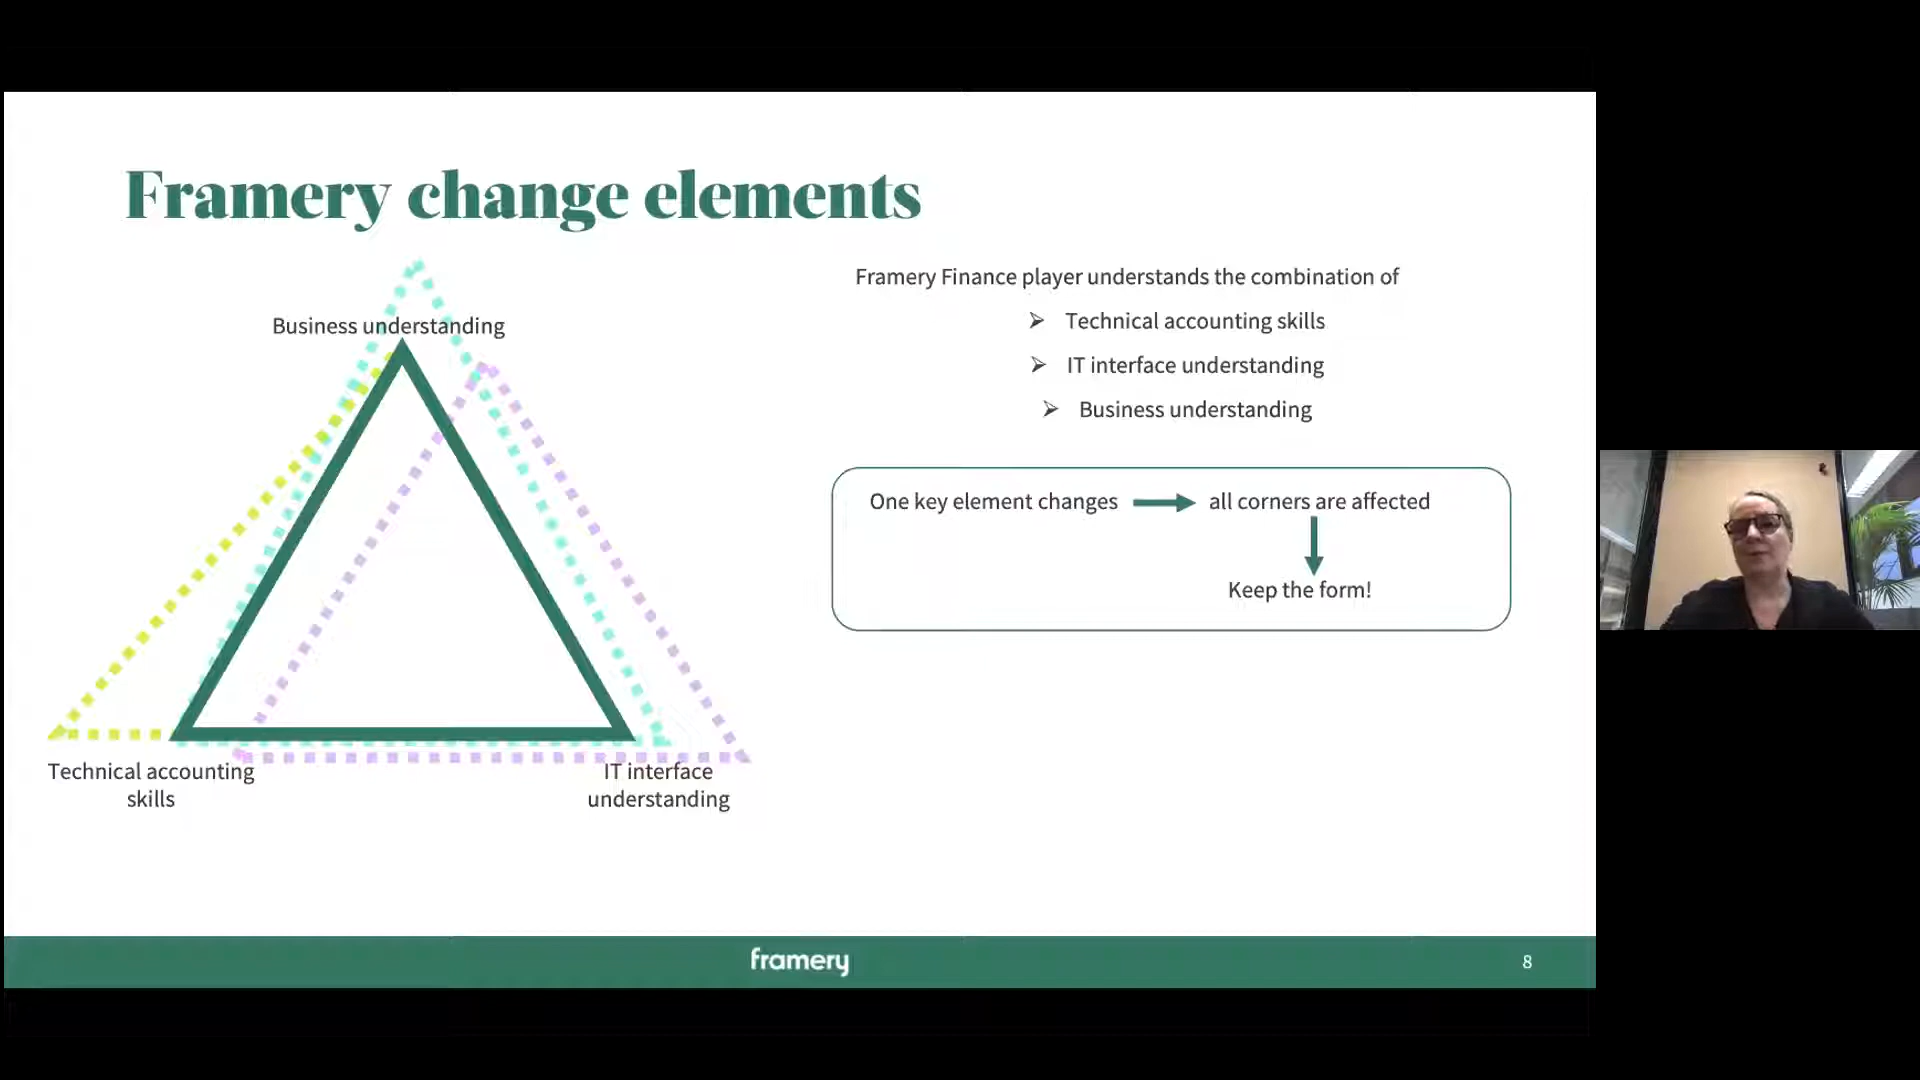 Framery change elements
Business understanding
Technical accounting
skills
IT interface
understanding
Framery Finance player understands the combination of
➢ Technical accounting skills
➢ IT interface understanding
➢ Business understanding
One key element changes → all corners are affected
Keep the form!
framery
8